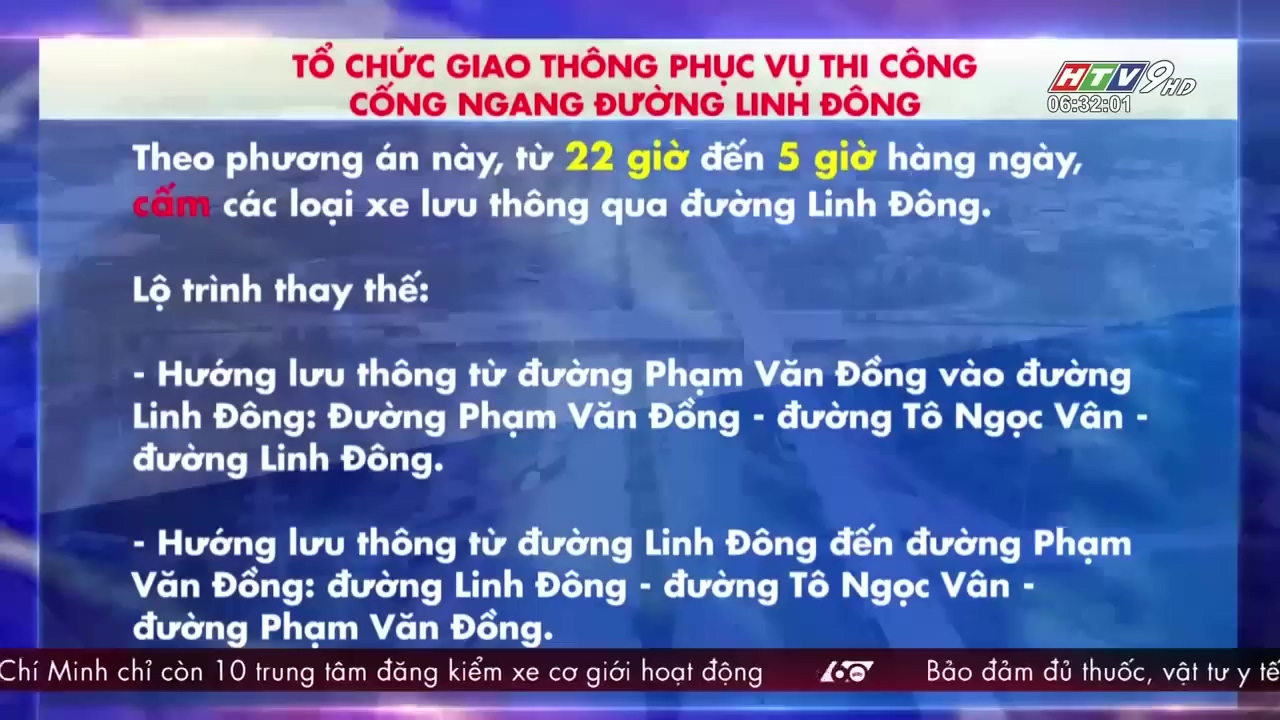 TỔ CHỨC GIAO THÔNG PHỤC VỤ THI CÔNG
CỐNG NGANG ĐƯỜNG LINH ĐÔNG
HTV9 HD
06:32:01
Theo phương án này, từ 22 giờ đến 5 giờ hàng ngày,
cấm các loại xe lưu thông qua đường Linh Đông.
Lộ trình thay thế:
- Hướng lưu thông từ đường Phạm Văn Đồng vào đường
Linh Đông: Đường Phạm Văn Đồng - đường Tô Ngọc Vân -
đường Linh Đông.
- Hướng lưu thông từ đường Linh Đông đến đường Phạm
Văn Đồng: đường Linh Đông - đường Tô Ngọc Vân -
đường Phạm Văn Đồng.
Chí Minh chỉ còn 10 trung tâm đăng kiểm xe cơ giới hoạt động
60
Bảo đảm đủ thuốc, vật tư y tế